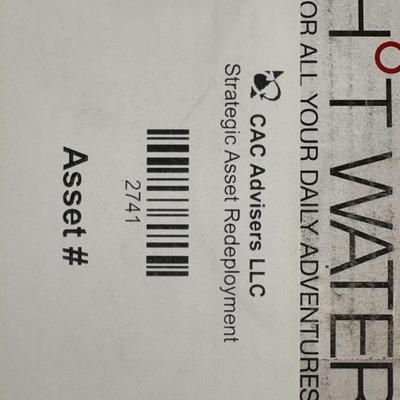 HOT WATER
OR ALL YOUR DAILY ADVENTURES
CAC Advisers LLC
Strategic Asset Redeployment
2741
Asset #